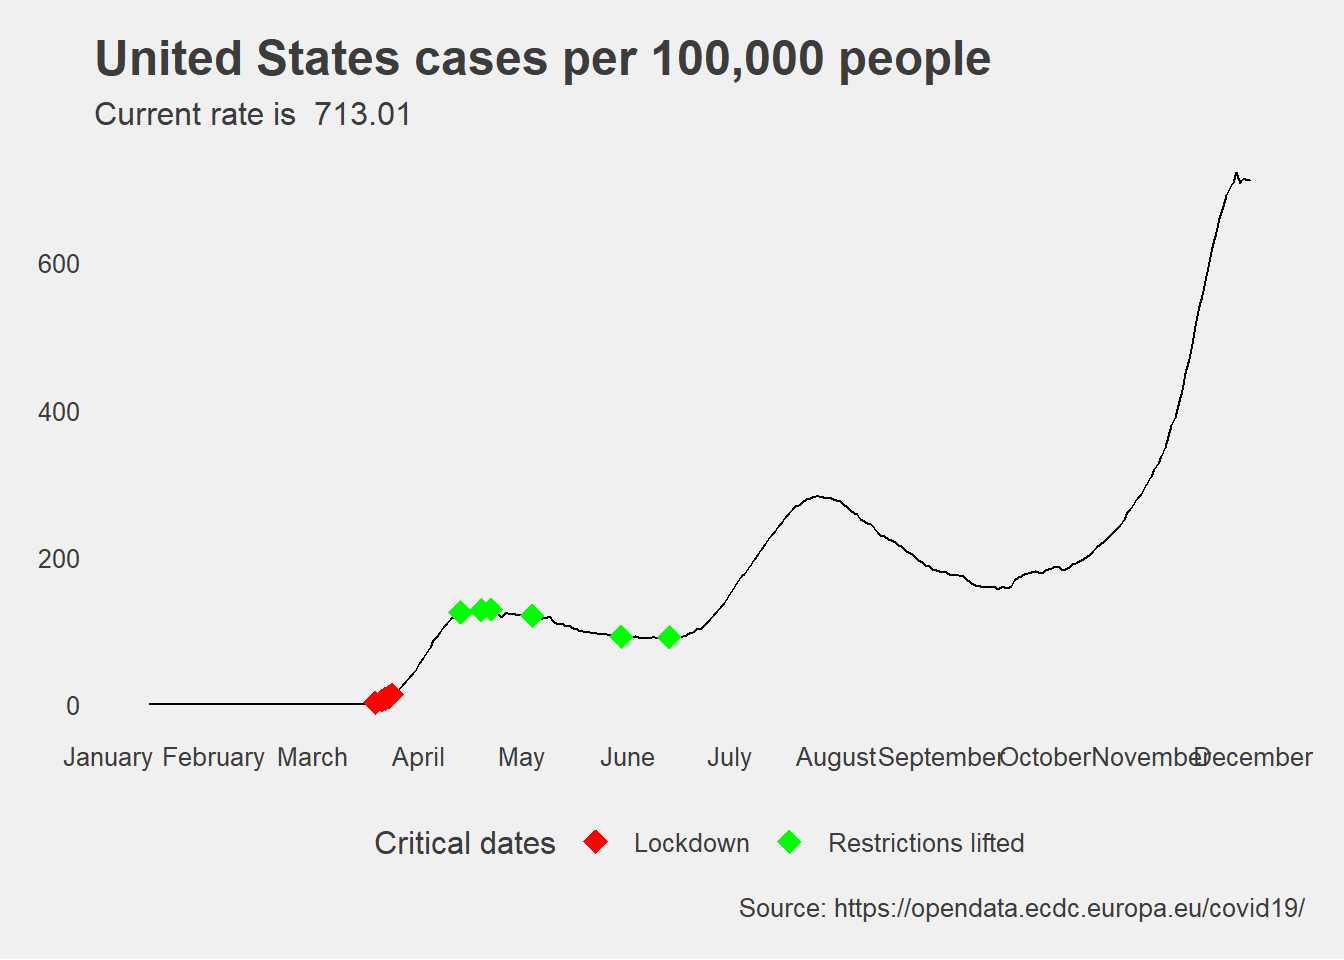 United States cases per 100,000 people
Current rate is  713.01
600
400
200
0
January February March April May June July August September October November December
Critical dates Lockdown Restrictions lifted
Source: https://opendata.ecdc.europa.eu/covid19/